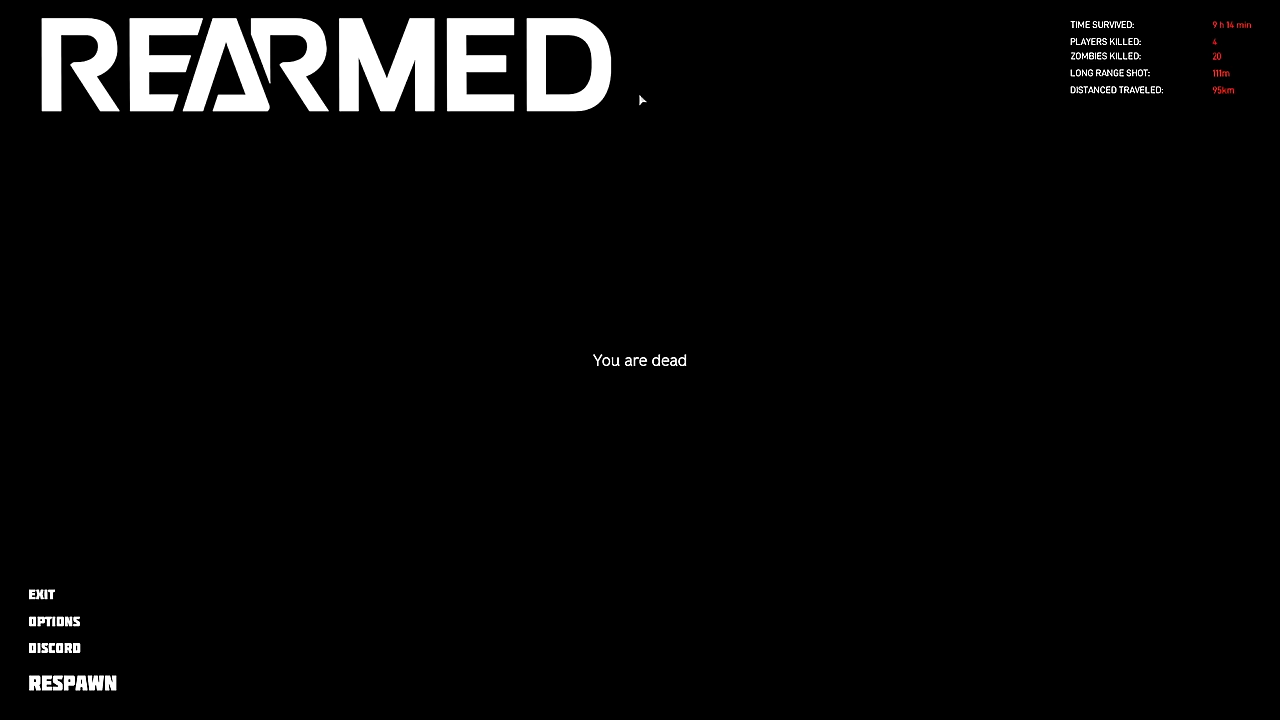 REARMED
TIME SURVIVED: 9 h 14 min
PLAYERS KILLED: 4
ZOMBIES KILLED: 20
LONG RANGE SHOT: 111m
DISTANCED TRAVELED: 95km
You are dead
EXIT
OPTIONS
DISCORD
RESPAWN